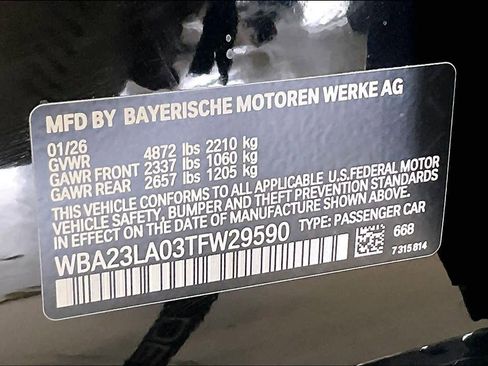 MFD BY BAYERISCHE MOTOREN WERKE AG
01/26
GVWR 4872 lbs 2210 kg
GAWR FRONT 2337 lbs 1060 kg
GAWR REAR 2657 lbs 1205 kg
THIS VEHICLE CONFORMS TO ALL APPLICABLE U.S.FEDERAL MOTOR
VEHICLE SAFETY, BUMPER, AND THEFT PREVENTION STANDARDS
IN EFFECT ON THE DATE OF MANUFACTURE SHOWN ABOVE.
WBA23LA03TFW29590 TYPE: PASSENGER CAR
668
7 315 814